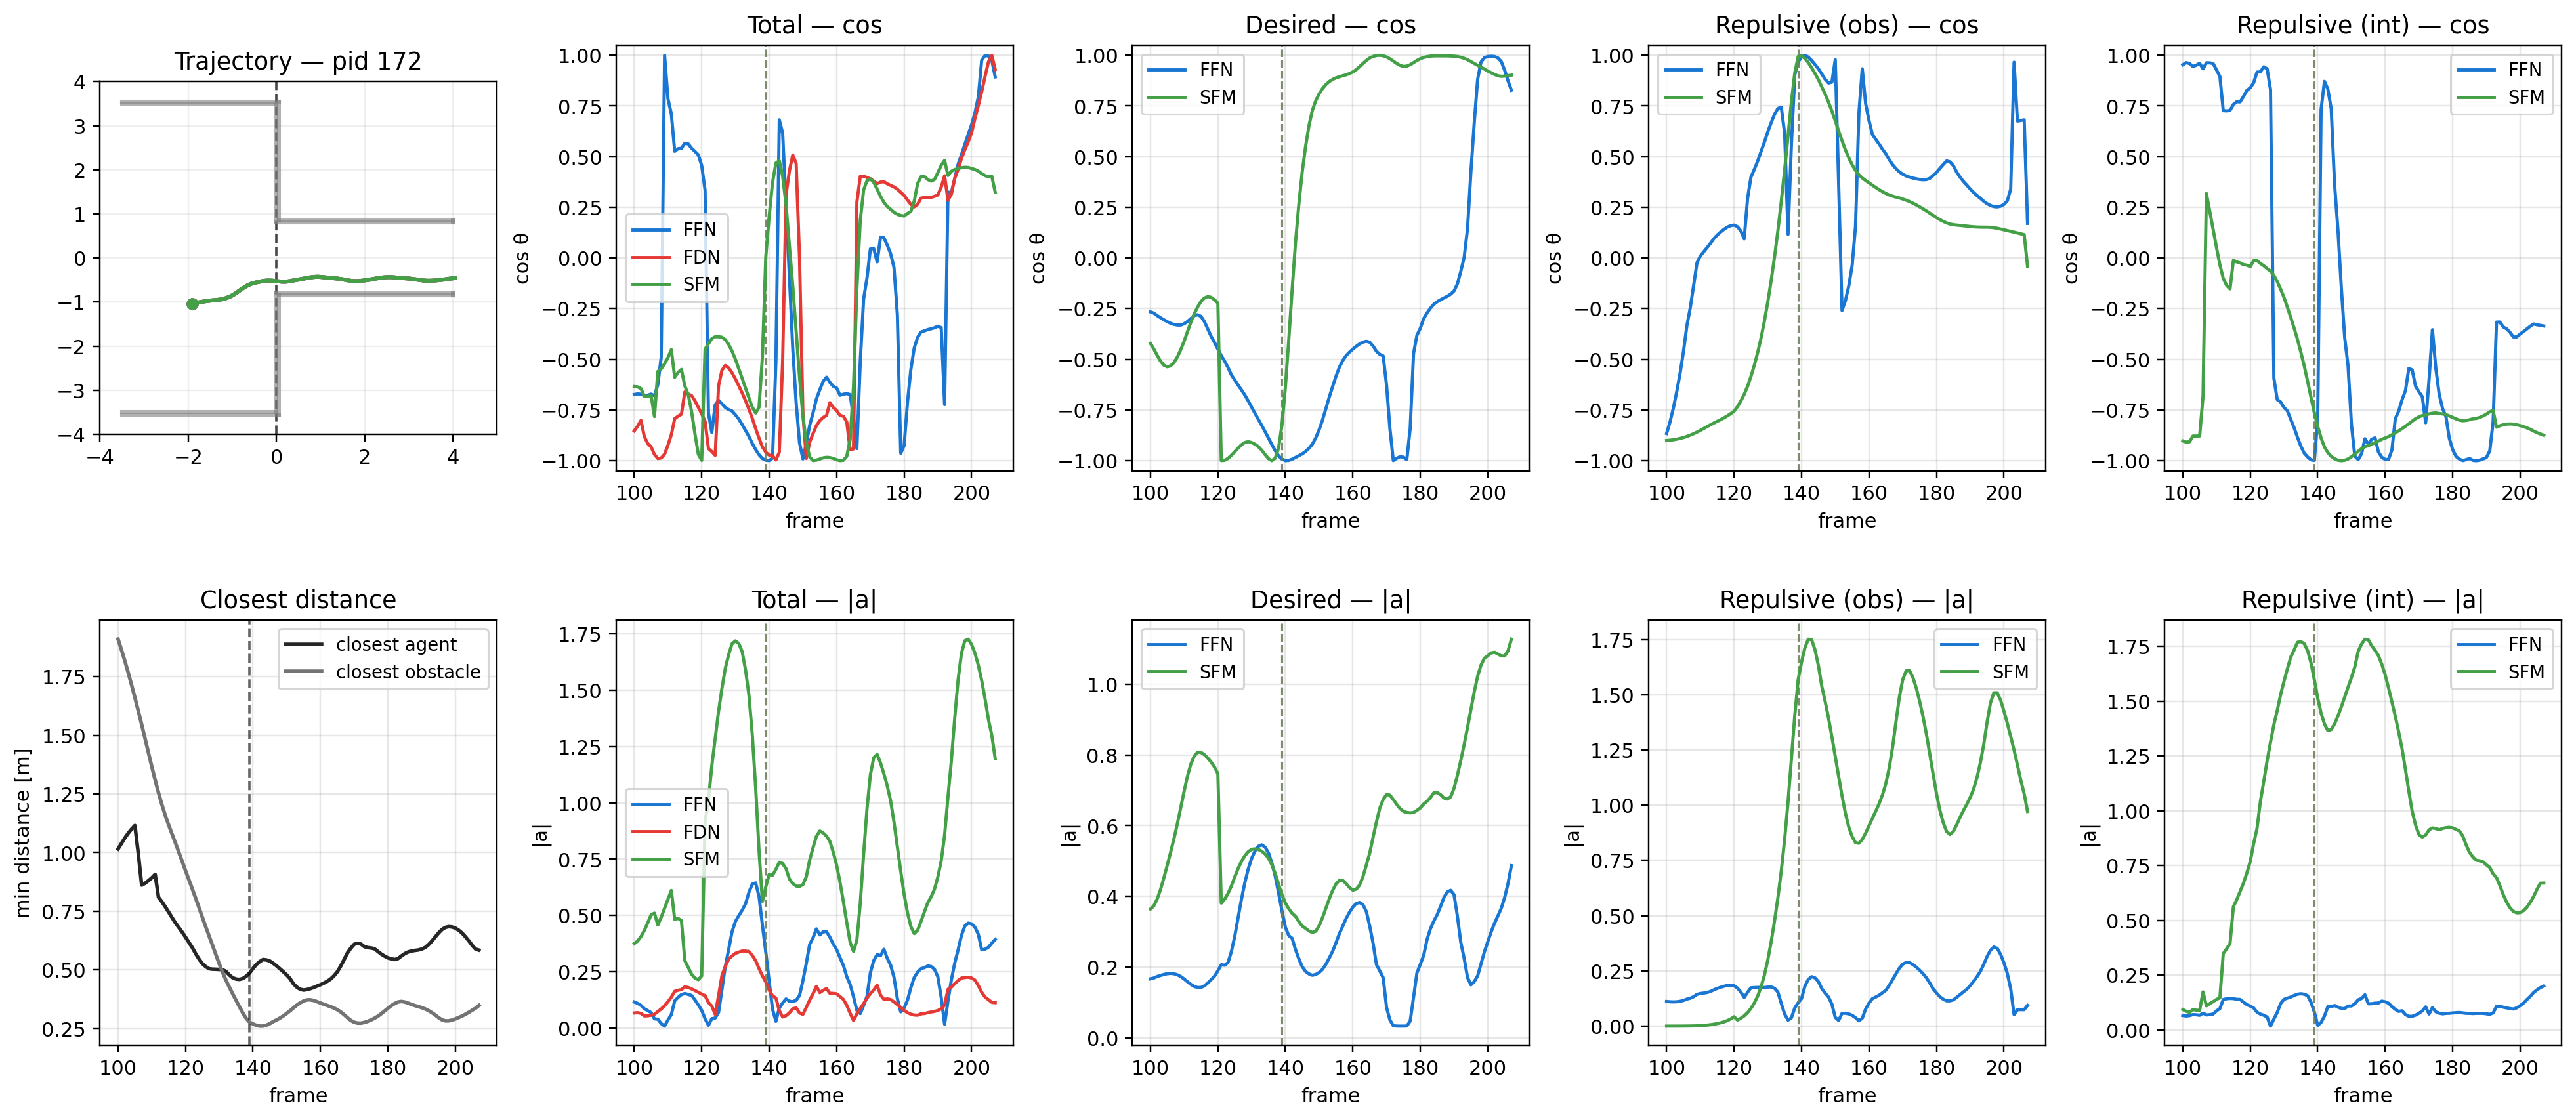 Trajectory — pid 172
4
3
2
1
0
−1
−2
−3
−4
−4
−2
0
2
4
Total — cos
cos θ
1.00
0.75
0.50
0.25
0.00
−0.25
−0.50
−0.75
−1.00
FFN
FDN
SFM
100
120
140
160
180
200
frame
Desired — cos
cos θ
1.00
0.75
0.50
0.25
0.00
−0.25
−0.50
−0.75
−1.00
FFN
SFM
100
120
140
160
180
200
frame
Repulsive (obs) — cos
cos θ
1.00
0.75
0.50
0.25
0.00
−0.25
−0.50
−0.75
−1.00
FFN
SFM
100
120
140
160
180
200
frame
Repulsive (int) — cos
cos θ
1.00
0.75
0.50
0.25
0.00
−0.25
−0.50
−0.75
−1.00
FFN
SFM
100
120
140
160
180
200
frame
Closest distance
min distance [m]
1.75
1.50
1.25
1.00
0.75
0.50
0.25
closest agent
closest obstacle
100
120
140
160
180
200
frame
Total — |a|
|a|
1.75
1.50
1.25
1.00
0.75
0.50
0.25
0.00
FFN
FDN
SFM
100
120
140
160
180
200
frame
Desired — |a|
|a|
1.0
0.8
0.6
0.4
0.2
0.0
FFN
SFM
100
120
140
160
180
200
frame
Repulsive (obs) — |a|
|a|
1.75
1.50
1.25
1.00
0.75
0.50
0.25
0.00
FFN
SFM
100
120
140
160
180
200
frame
Repulsive (int) — |a|
|a|
1.75
1.50
1.25
1.00
0.75
0.50
0.25
0.00
FFN
SFM
100
120
140
160
180
200
frame